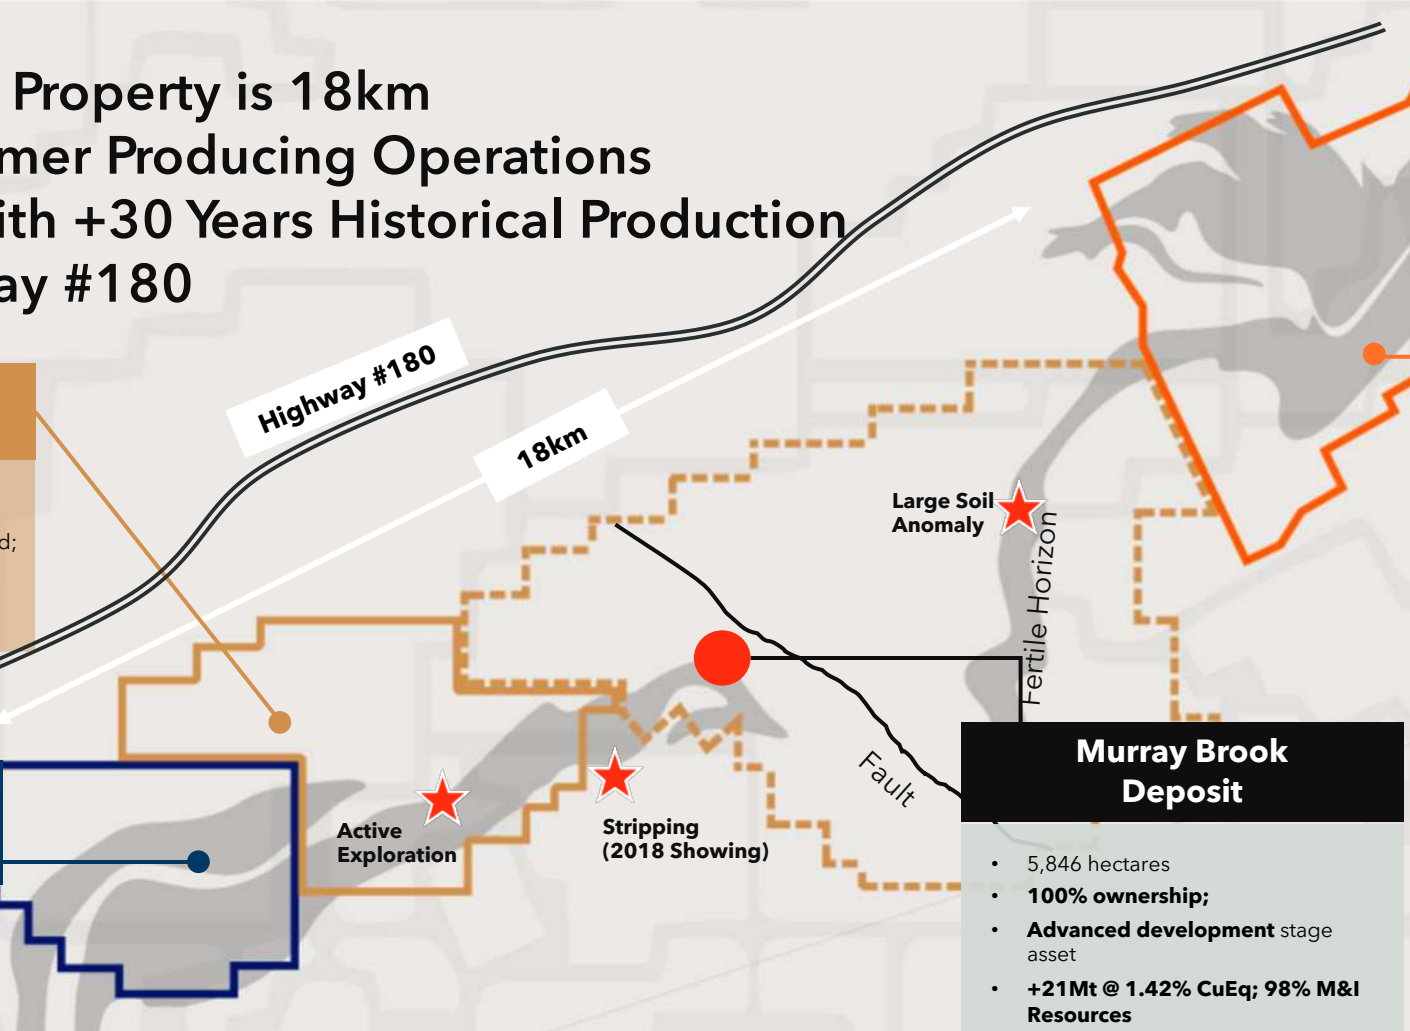 Property is 18km
mer Producing Operations
ith +30 Years Historical Production
ay #180
Highway #180
18km
d;
Large Soil
Anomaly
Fertile Horizon
Fault
Active
Exploration
Stripping
(2018 Showing)
Murray Brook
Deposit
• 5,846 hectares
• 100% ownership;
• Advanced development stage
asset
• +21Mt @ 1.42% CuEq; 98% M&I
Resources